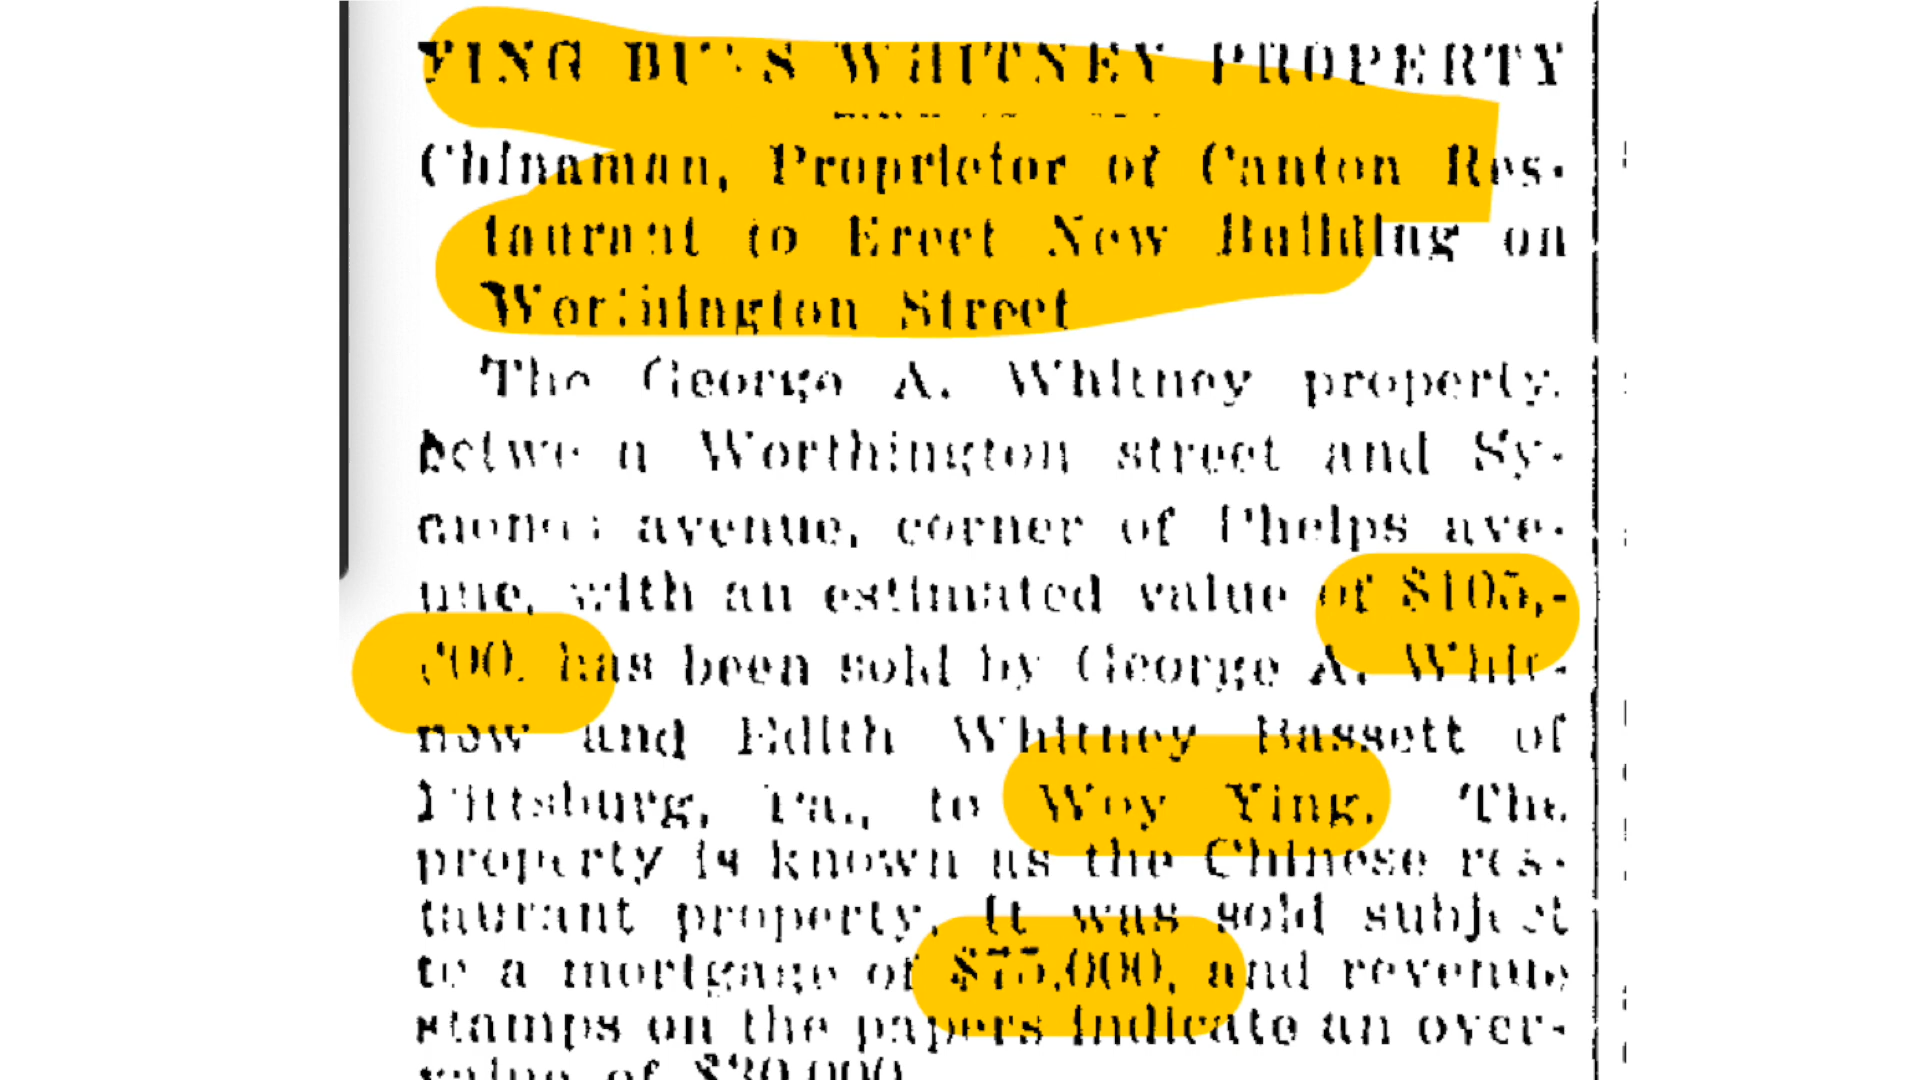 YING BUYS WHITNEY PROPERTY
Chinaman, Proprietor of Canton Res-
taurant to Erect New Building on
Worthington Street
The George A. Whitney property,
between Worthington street and Sy-
avenue, corner of Phelps ave-
nue, with an estimated value of $105,-
000, has been sold by George A. Whit-
ney and Edith Whitney Bassett of
Pittsburg, Pa., to Woy Ying. The
property is known as the Chinese res-
taurant property. It was sold subject
to a mortgage of $75,000, and revenue
stamps on the papers indicate an over-
value of $30,000.